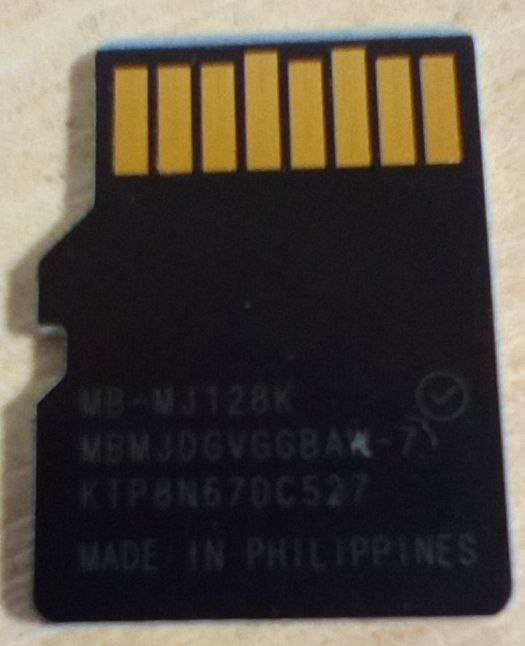 MB-MJ128K
MBMJDGVGGBAW-7
KTP8N670C527
MADE IN PHILIPPINES